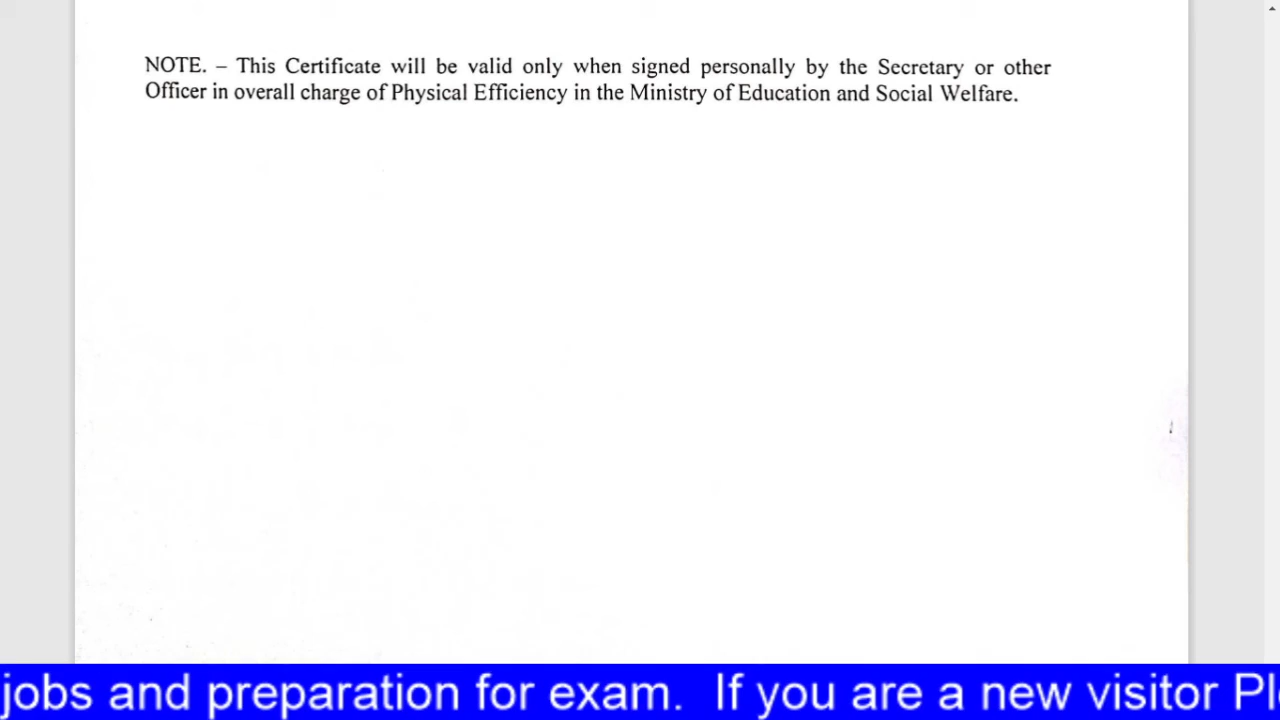 NOTE. – This Certificate will be valid only when signed personally by the Secretary or other
Officer in overall charge of Physical Efficiency in the Ministry of Education and Social Welfare.
jobs and preparation for exam. If you are a new visitor Pl